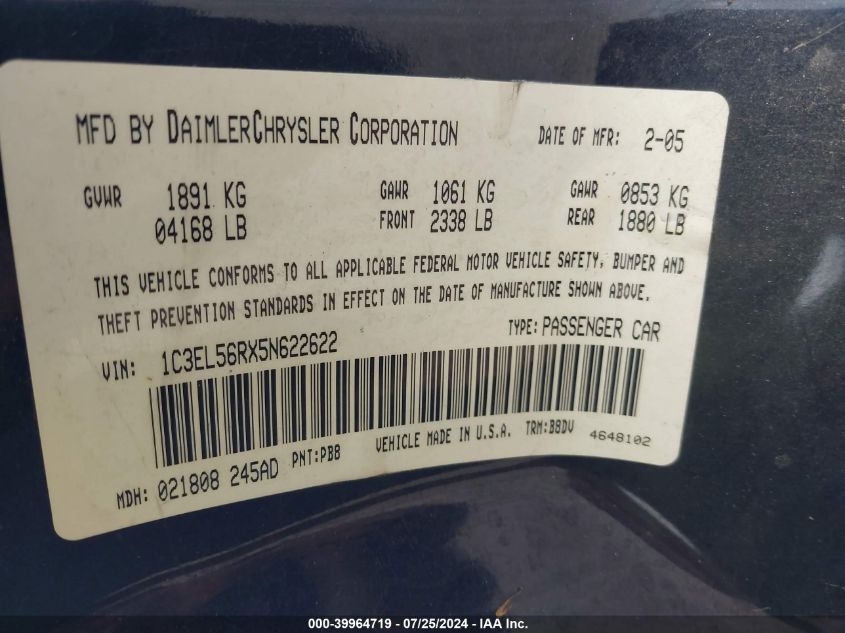 MFD BY DAIMLERCHRYSLER CORPORATION DATE OF MFR: 2-05
GVWR 1891 KG GAWR 1061 KG GAWR 0853 KG
04168 LB FRONT 2338 LB REAR 1880 LB
THIS VEHICLE CONFORMS TO ALL APPLICABLE FEDERAL MOTOR VEHICLE SAFETY, BUMPER AND
THEFT PREVENTION STANDARDS IN EFFECT ON THE DATE OF MANUFACTURE SHOWN ABOVE.
VIN: 1C3EL56RX5N622622 TYPE: PASSENGER CAR
MDH: 021808 245AD PNT:PB8 VEHICLE MADE IN U.S.A. TRM:B8DV 4648102
000-39964719 / 07/25/2024 - IAA Inc.